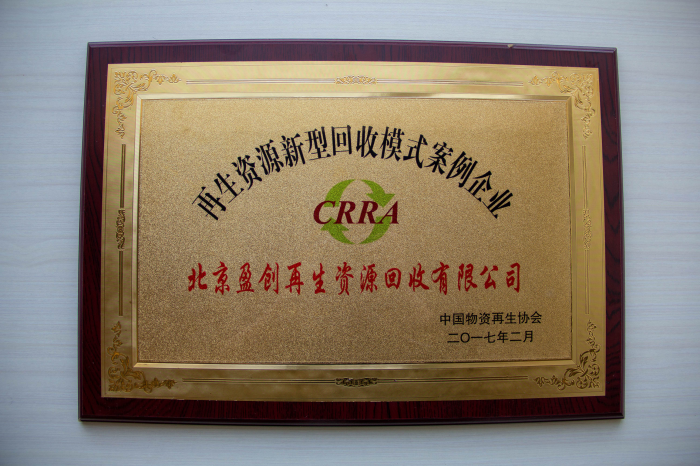 再生资源新型回收模式案例企业
CRRA
北京盈创再生资源回收有限公司
中国物资再生协会
二〇一七年二月